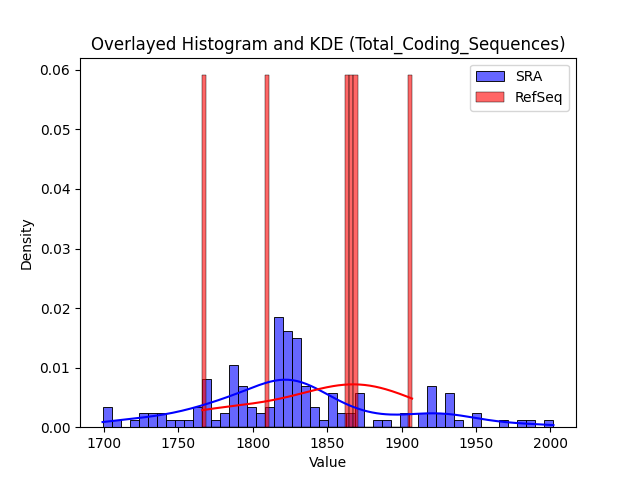 Overlayed Histogram and KDE (Total_Coding_Sequences)
SRA
RefSeq
0.06
0.05
0.04
0.03
0.02
0.01
0.00
Density
1700 1750 1800 1850 1900 1950 2000
Value